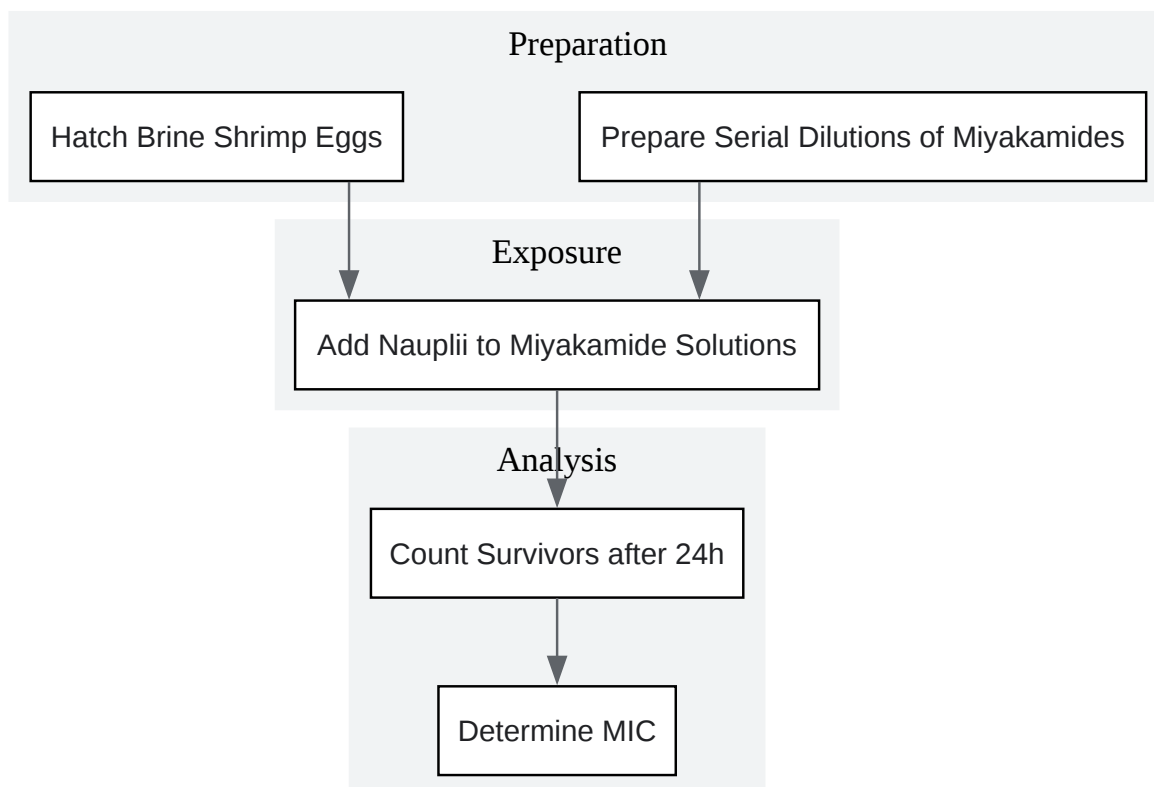 Preparation
Hatch Brine Shrimp Eggs
Prepare Serial Dilutions of Miyakamides
Exposure
Add Nauplii to Miyakamide Solutions
Analysis
Count Survivors after 24h
Determine MIC